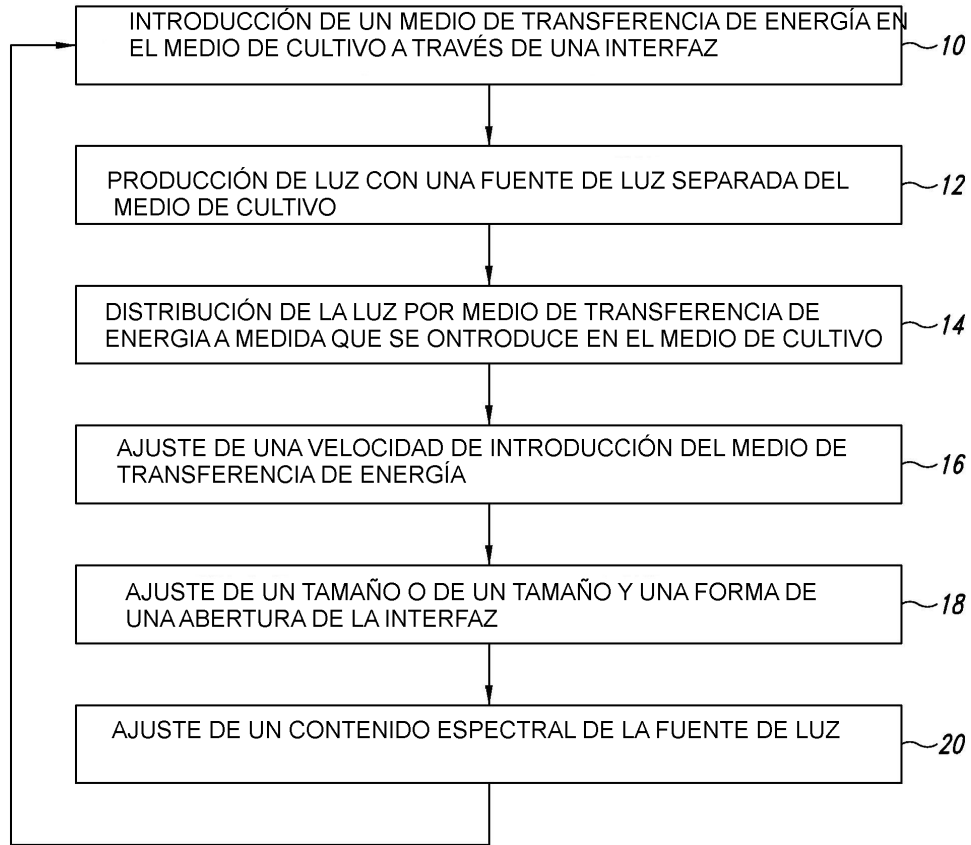 INTRODUCCIÓN DE UN MEDIO DE TRANSFERENCIA DE ENERGÍA EN
EL MEDIO DE CULTIVO A TRAVÉS DE UNA INTERFAZ
10
PRODUCCIÓN DE LUZ CON UNA FUENTE DE LUZ SEPARADA DEL
MEDIO DE CULTIVO
12
DISTRIBUCIÓN DE LA LUZ POR MEDIO DE TRANSFERENCIA DE
ENERGIA A MEDIDA QUE SE ONTRODUCE EN EL MEDIO DE CULTIVO
14
AJUSTE DE UNA VELOCIDAD DE INTRODUCCIÓN DEL MEDIO DE
TRANSFERENCIA DE ENERGÍA
16
AJUSTE DE UN TAMAÑO O DE UN TAMAÑO Y UNA FORMA DE
UNA ABERTURA DE LA INTERFAZ
18
AJUSTE DE UN CONTENIDO ESPECTRAL DE LA FUENTE DE LUZ
20